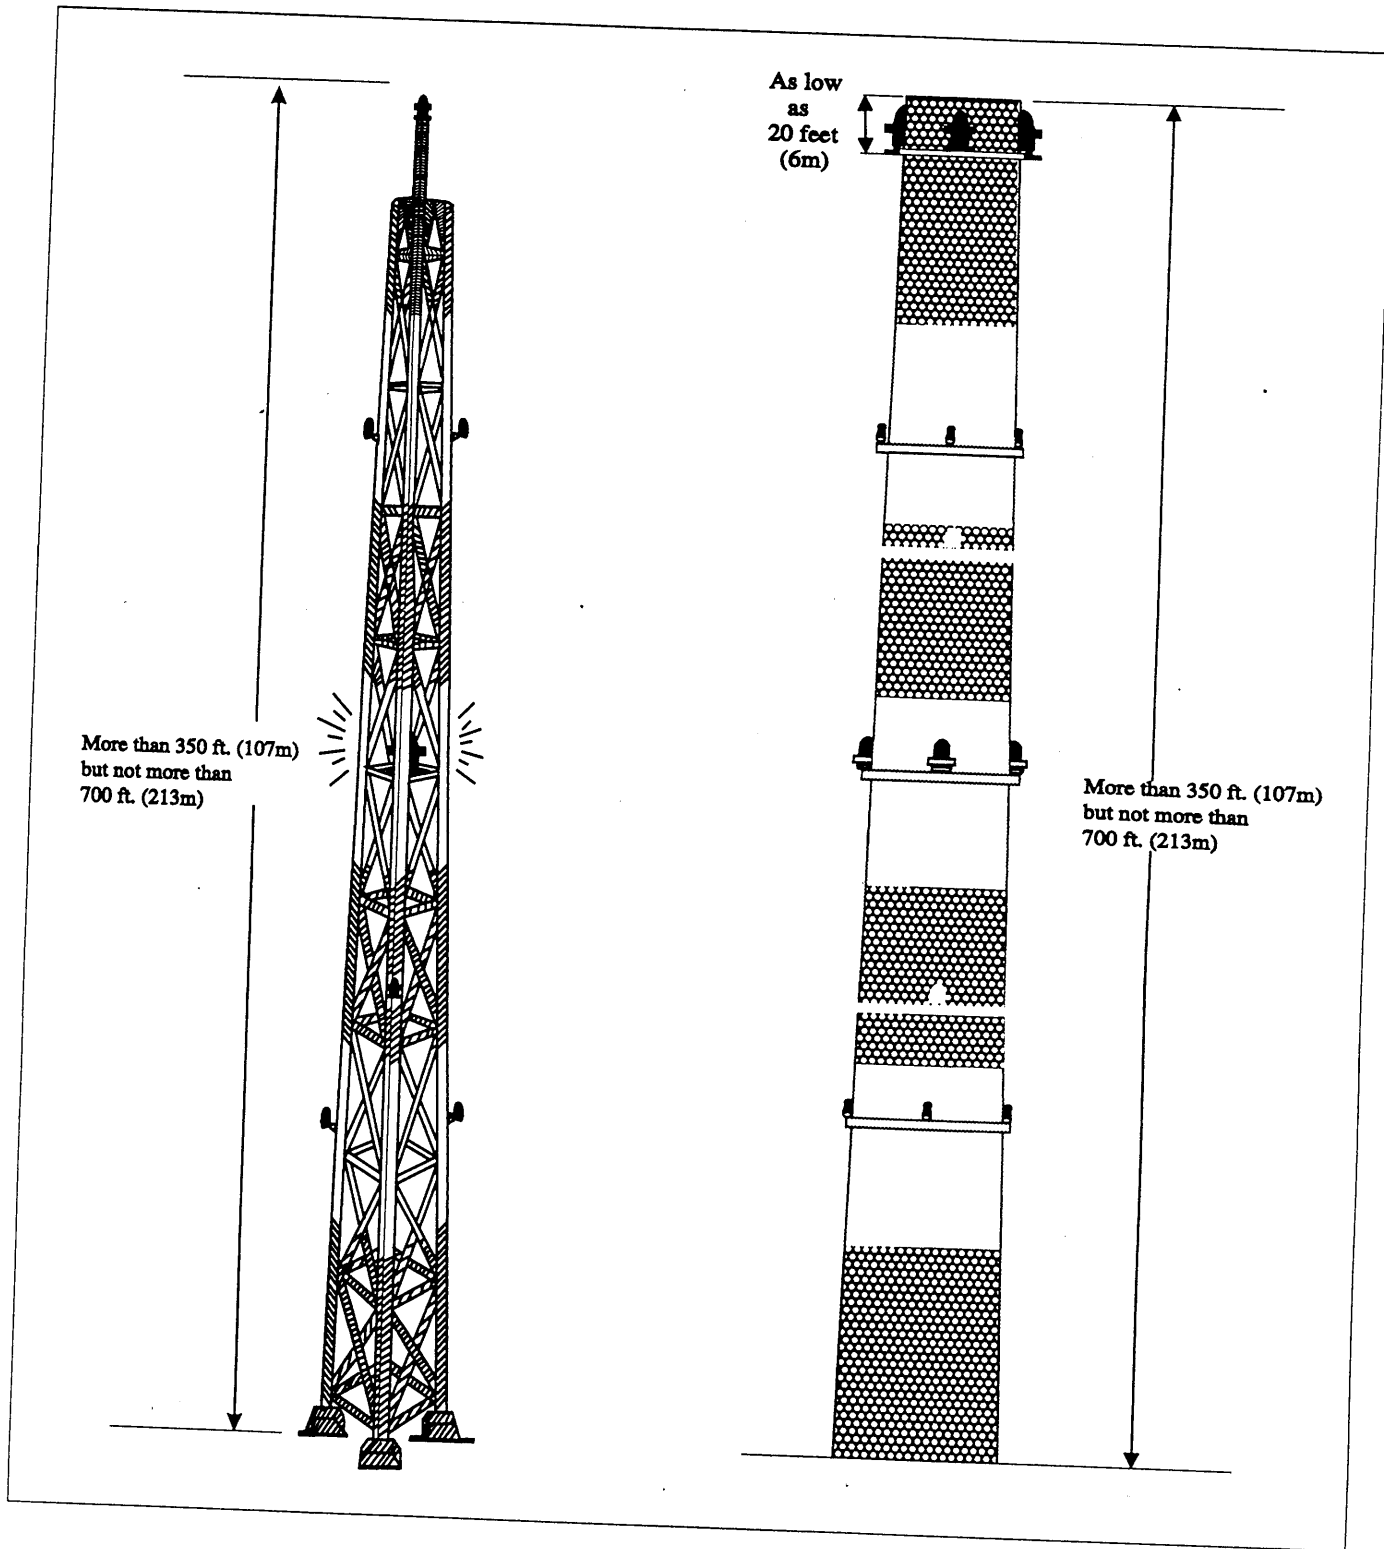 As low
as
20 feet
(6m)
More than 350 ft. (107m)
but not more than
700 ft. (213m)
More than 350 ft. (107m)
but not more than
700 ft. (213m)